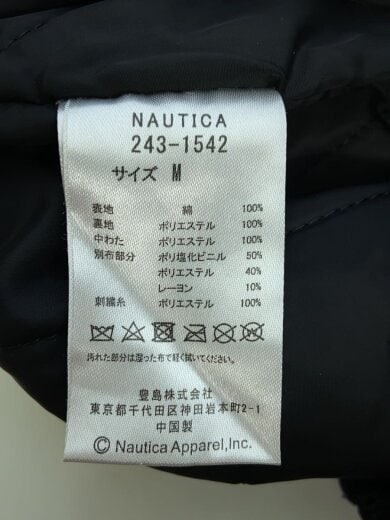 NAUTICA
243-1542
サイズ M
表地 綿 100%
裏地 ポリエステル 100%
中わた ポリエステル 100%
別布部分 ポリ塩化ビニル 50%
ポリエステル 40%
レーヨン 10%
刺繍糸 ポリエステル 100%
汚れた部分は湿った布で軽く拭いてください。
豊島株式会社
東京都千代田区神田岩本町2-1
中国製
©Nautica Apparel,Inc.